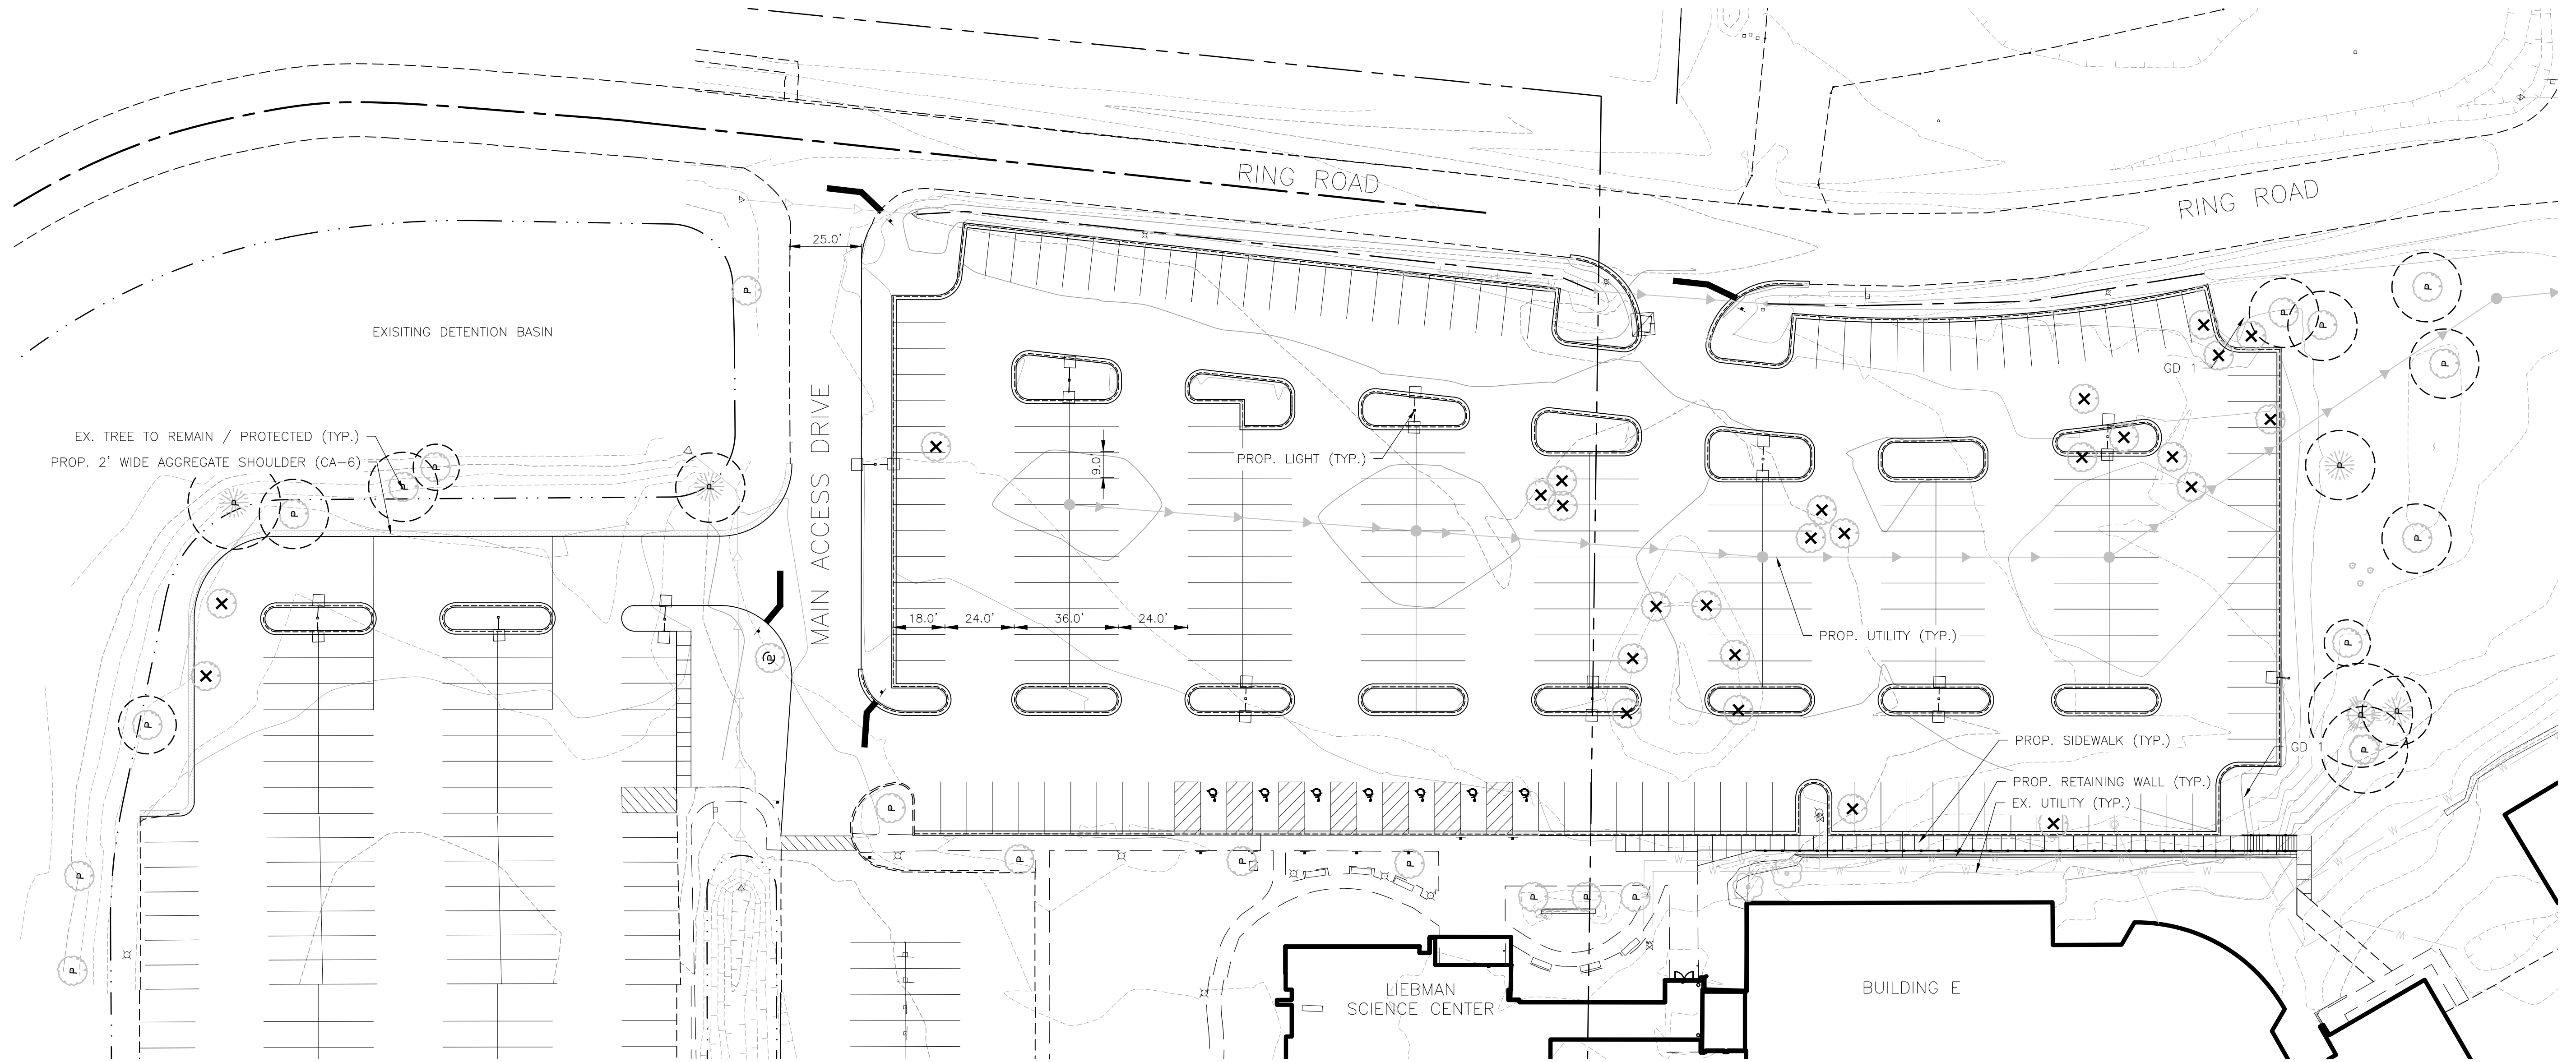 RING ROAD
RING ROAD
25.0'
EXISITING DETENTION BASIN
GD 1
MAIN ACCESS DRIVE
EX. TREE TO REMAIN / PROTECTED (TYP.)
PROP. 2' WIDE AGGREGATE SHOULDER (CA-6)
PROP. LIGHT (TYP.)
9.0'
18.0'
24.0'
36.0'
24.0'
PROP. UTILITY (TYP.)
PROP. SIDEWALK (TYP.)
GD 1
PROP. RETAINING WALL (TYP.)
EX. UTILITY (TYP.)
LIEBMAN
SCIENCE CENTER
BUILDING E